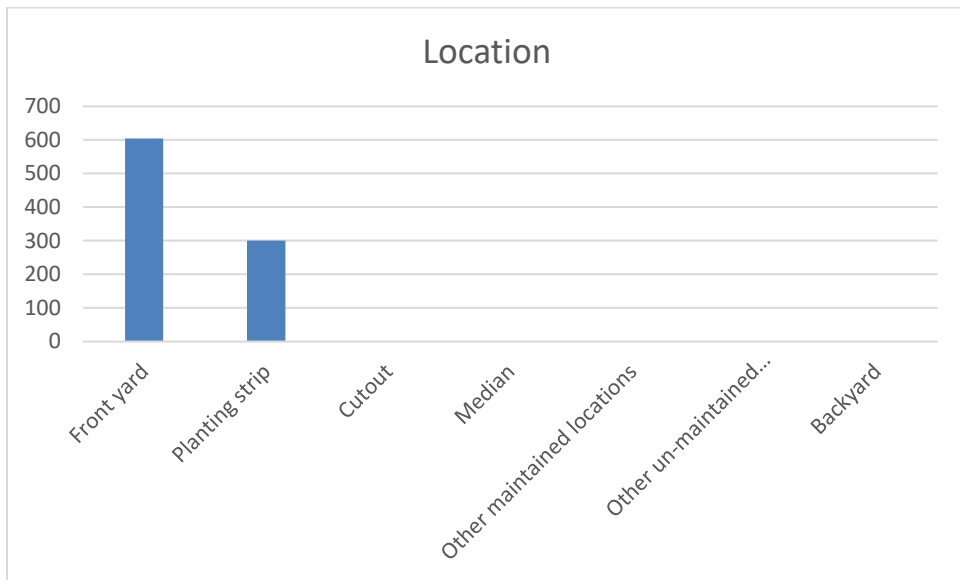 Location
700
600
500
400
300
200
100
0
Front yard
Planting strip
Cutout
Median
Other maintained locations
Other un-maintained...
Backyard